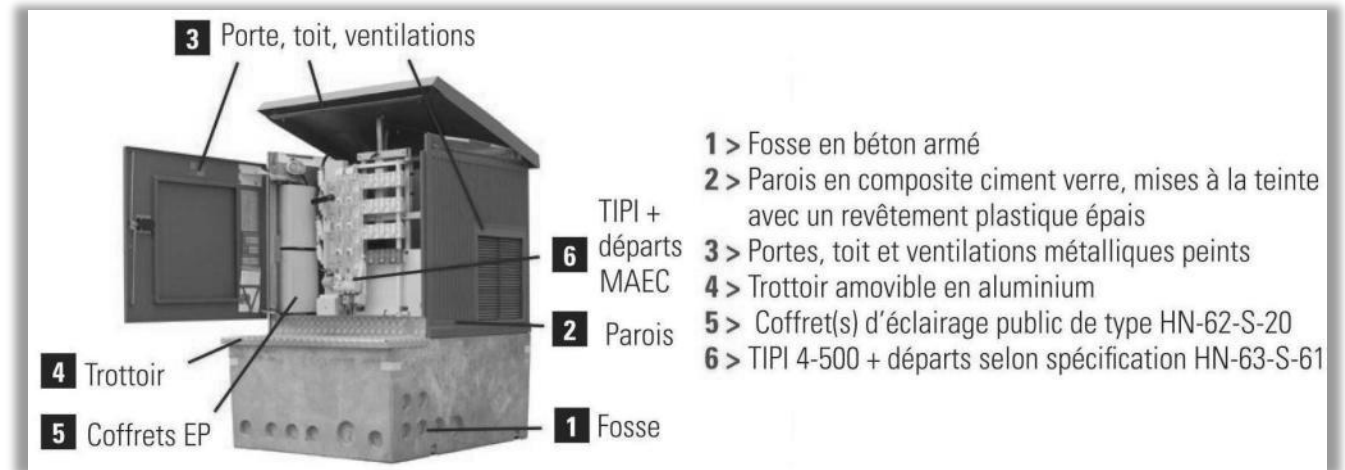 3 Porte, toit, ventilations
TIPI +
6 départs
MAEC
2 Parois
4 Trottoir
5 Coffrets EP
1 Fosse
1 > Fosse en béton armé
2 > Parois en composite ciment verre, mises à la teinte
avec un revêtement plastique épais
3 > Portes, toit et ventilations métalliques peints
4 > Trottoir amovible en aluminium
5 > Coffret(s) d'éclairage public de type HN-62-S-20
6 > TIPI 4-500 + départs selon spécification HN-63-S-61